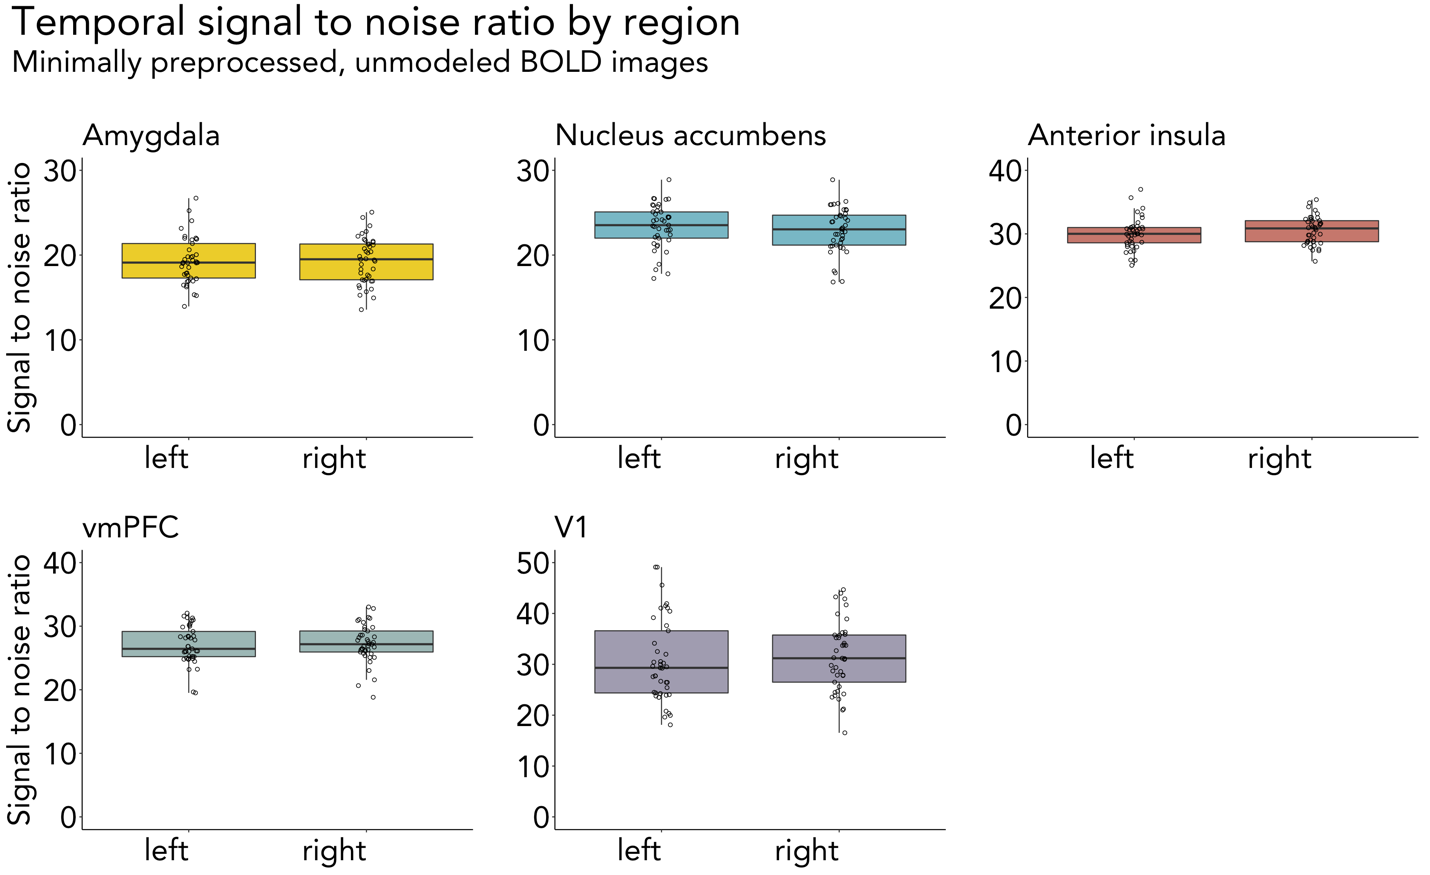 Temporal signal to noise ratio by region
Minimally preprocessed, unmodeled BOLD images
Amygdala
Signal to noise ratio
30
20
10
0
left right
Nucleus accumbens
30
20
10
0
left right
Anterior insula
40
30
20
10
0
left right
vmPFC
Signal to noise ratio
40
30
20
10
0
left right
V1
50
40
30
20
10
0
left right